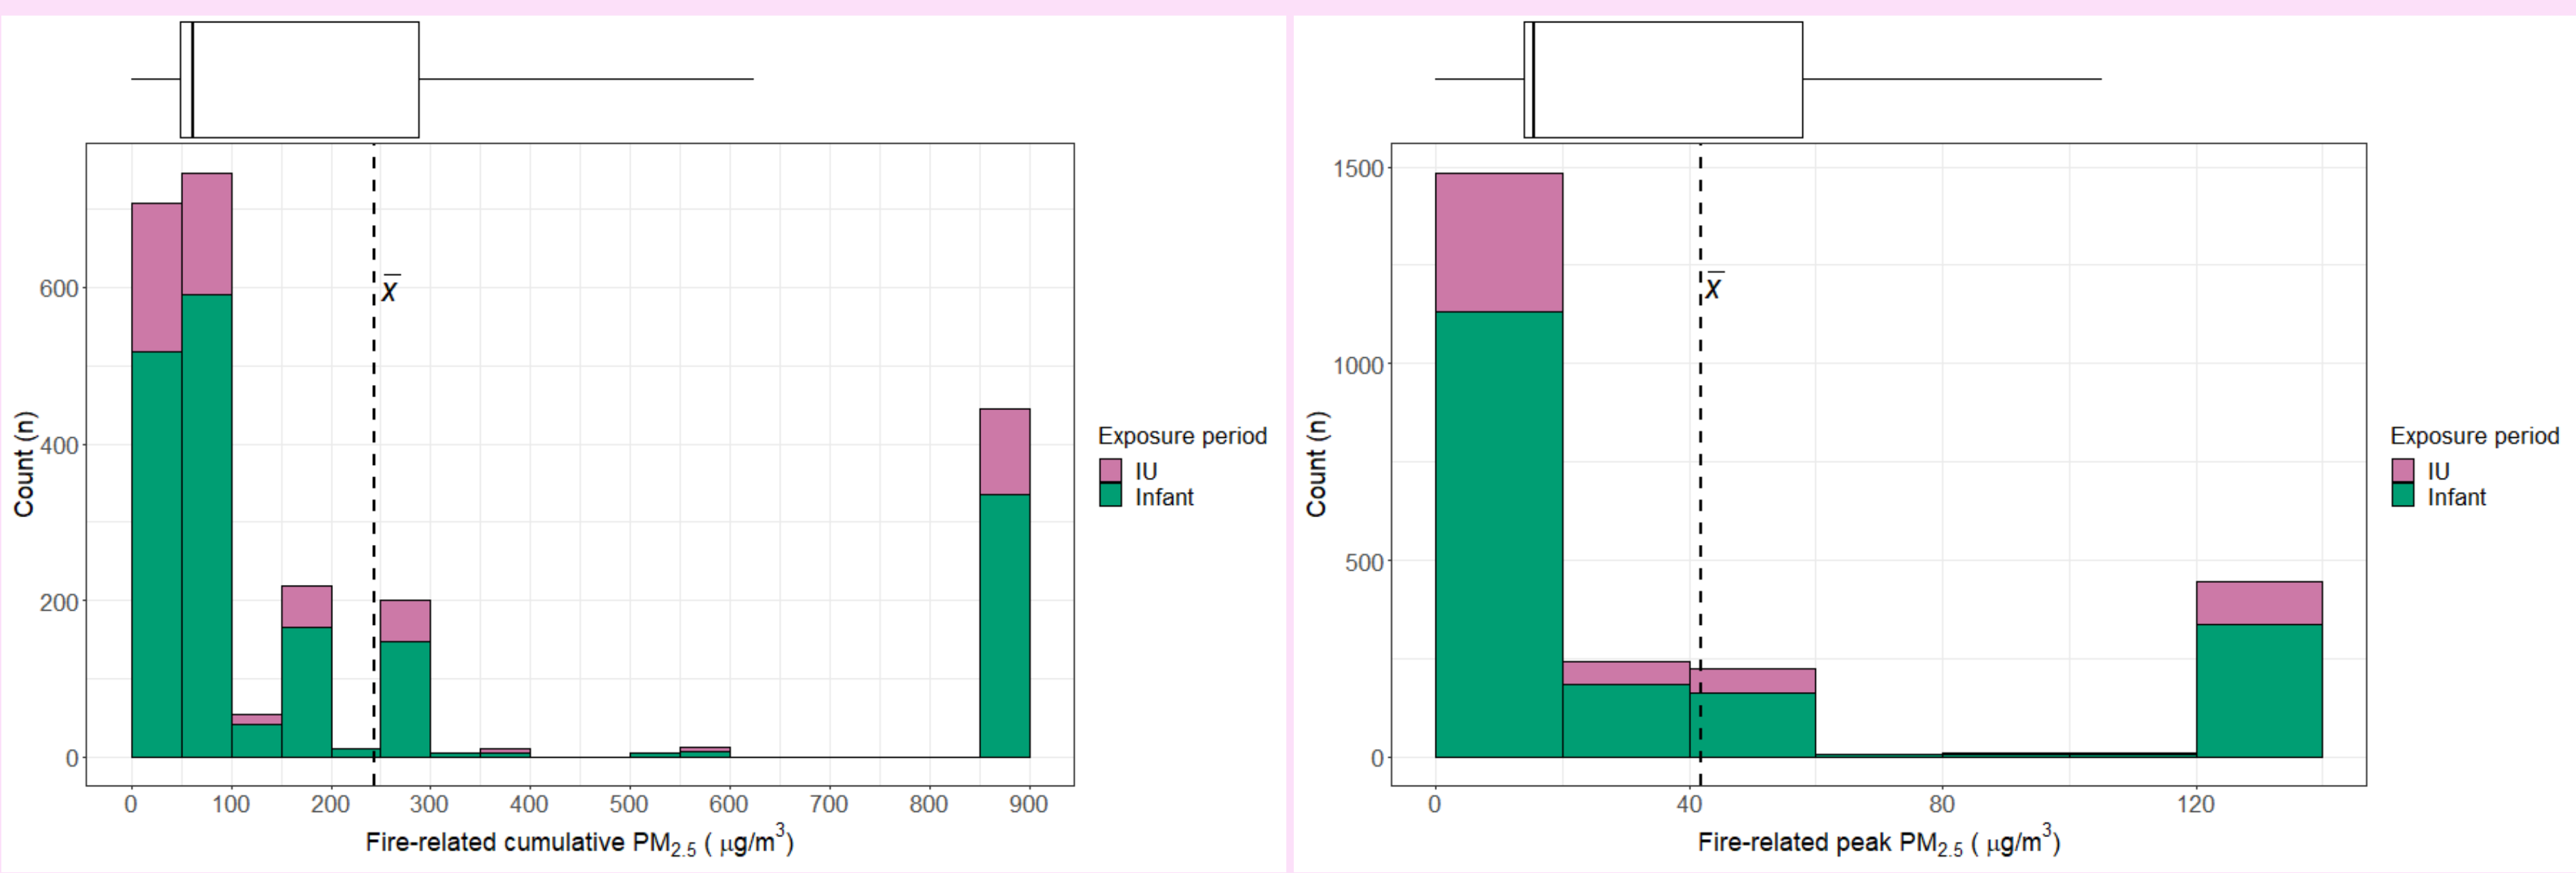 600
400
200
0
Count (n)
x̅
0 100 200 300 400 500 600 700 800 900
Fire-related cumulative PM₂.₅ ( μg/m³)
Exposure period
IU
Infant
1500
1000
500
0
Count (n)
x̅
0 40 80 120
Fire-related peak PM₂.₅ ( μg/m³)
Exposure period
IU
Infant